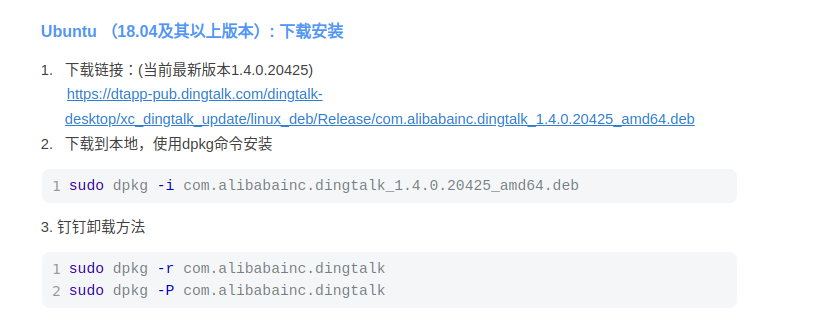 Ubuntu （18.04及其以上版本）: 下载安装
1. 下载链接：(当前最新版本1.4.0.20425)
https://dtapp-pub.dingtalk.com/dingtalk-
desktop/xc_dingtalk_update/linux_deb/Release/com.alibabainc.dingtalk_1.4.0.20425_amd64.deb
2. 下载到本地，使用dpkg命令安装
1 sudo dpkg -i com.alibabainc.dingtalk_1.4.0.20425_amd64.deb
3. 钉钉卸载方法
1 sudo dpkg -r com.alibabainc.dingtalk
2 sudo dpkg -P com.alibabainc.dingtalk